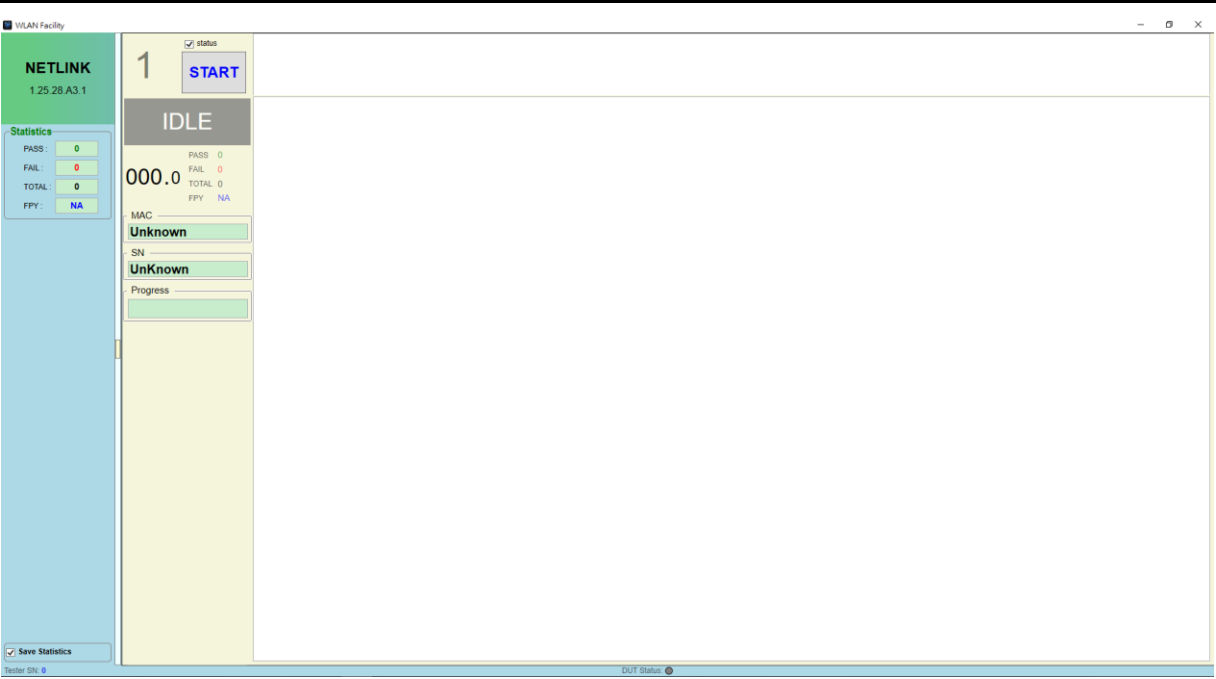 WLAN Facility
NETLINK
1.25.28.A3.1
Statistics
PASS : 0
FAIL : 0
TOTAL : 0
FPY : NA
Save Statistics
1
status
START
IDLE
000.0
PASS 0
FAIL 0
TOTAL 0
FPY NA
MAC
Unknown
SN
UnKnown
Progress
Tester SN: 0
DUT Status: